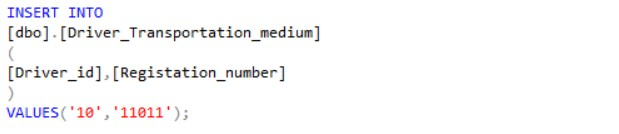 INSERT INTO
[dbo].[Driver_Transportation_medium]
(
[Driver_id],[Registation_number]
)
VALUES('10','11011');